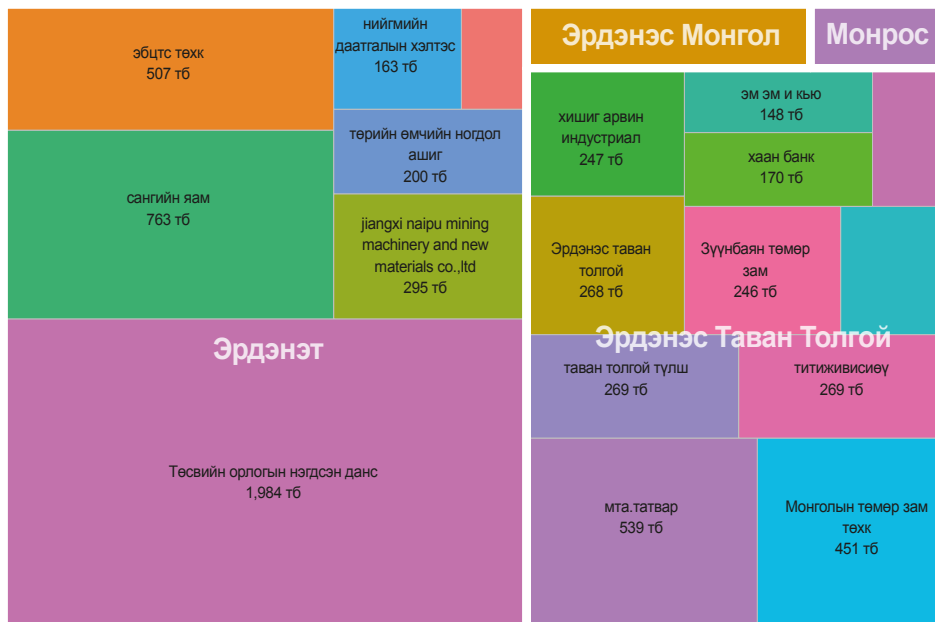 эбцтс төхк
507 тб
нийгмийн
даатгалын хэлтэс
163 тб
төрийн өмчийн ногдол
ашиг
200 тб
сангийн яам
763 тб
jiangxi naipu mining
machinery and new
materials co.,ltd
295 тб
Эрдэнэт
Төсвийн орлогын нэгдсэн данс
1,984 тб
Эрдэнэс Монгол
Монрос
хишиг арвин
индустриал
247 тб
эм эм и кью
148 тб
хаан банк
170 тб
Эрдэнэс таван
толгой
268 тб
Зүүнбаян төмөр
зам
246 тб
Эрдэнэс Таван Толгой
таван толгой түлш
269 тб
титиживисиөү
269 тб
мта.татвар
539 тб
Монголын төмөр зам
төхк
451 тб